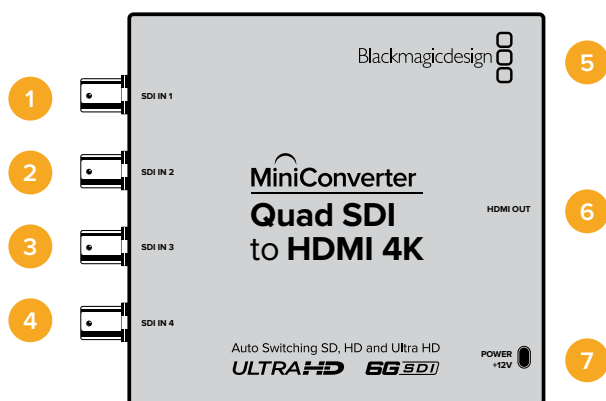 Blackmagicdesign
1
SDI IN 1
5
2
SDI IN 2
MiniConverter
Quad SDI
to HDMI 4K
HDMI OUT
6
3
SDI IN 3
4
SDI IN 4
Auto Switching SD, HD and Ultra HD
ULTRA HD 6G SDI
POWER
+12V
7